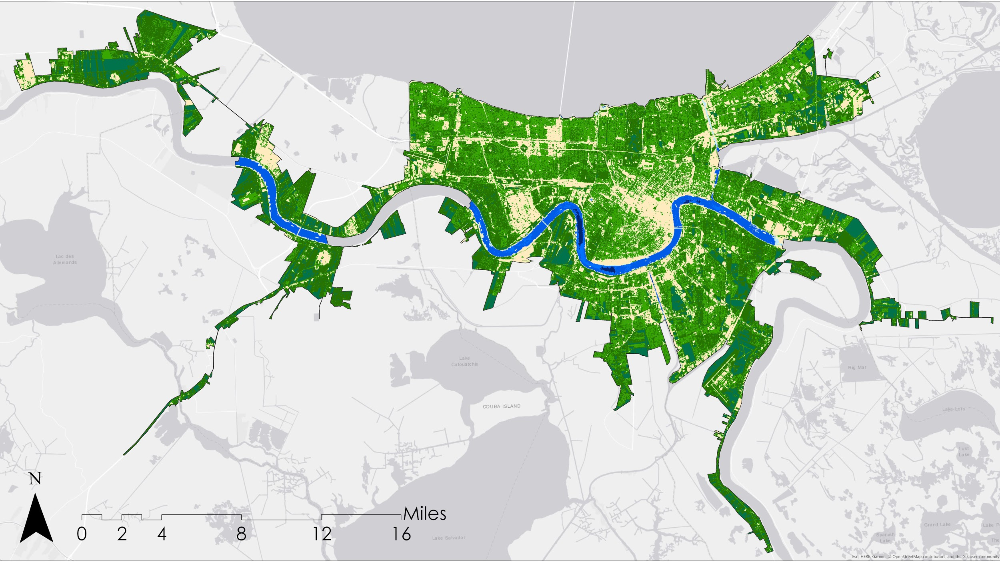 Lac des
Allemands
Lake
Catouatchie
Big Mar
COUBA ISLAND
Lake Lery
Lost
Lake
N
Miles
0 2 4 8 12 16
Lake Salvador
Grand Lake
Spanish
Lake
The
Esri, HERE, Garmin, © OpenStreetMap contributors, and the GIS user community